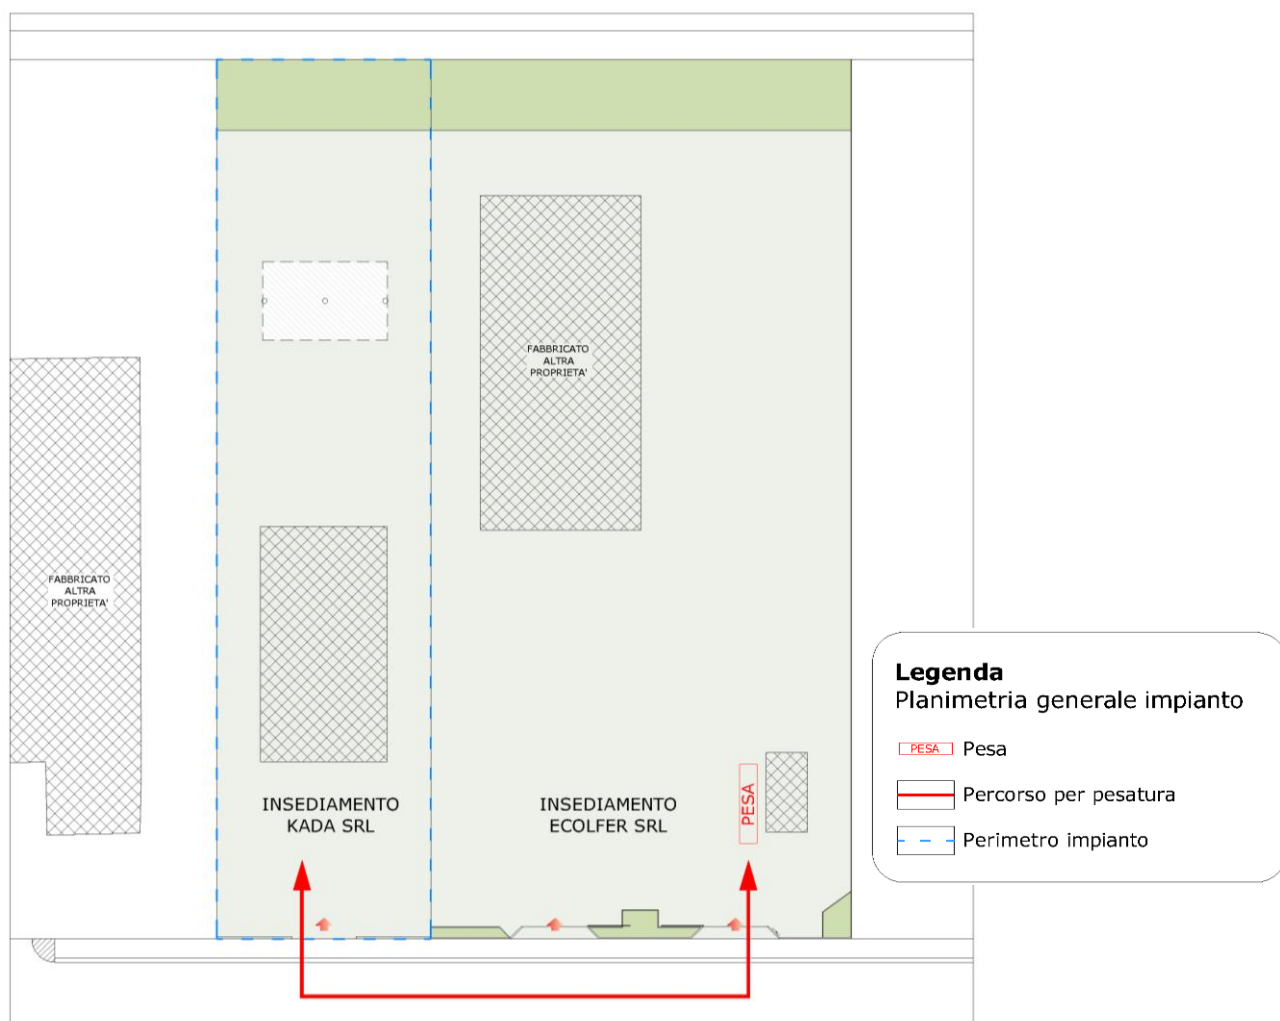 FABBRICATO
ALTRA
PROPRIETA'
FABBRICATO
ALTRA
PROPRIETA'
INSEDIAMENTO
KADA SRL
INSEDIAMENTO
ECOLFER SRL
PESA
Legenda
Planimetria generale impianto
PESA Pesa
Percorso per pesatura
Perimetro impianto